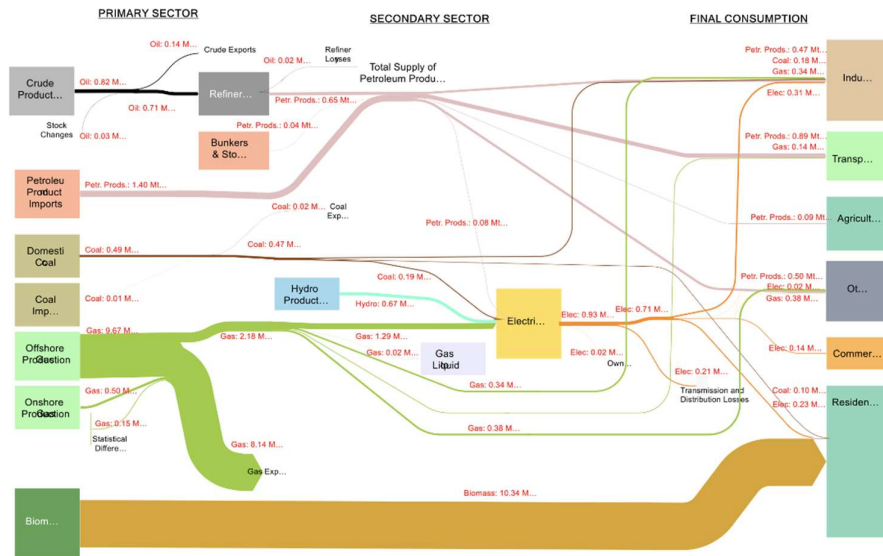 PRIMARY SECTOR
SECONDARY SECTOR
FINAL CONSUMPTION
Oil: 0.14 M...
Crude Exports
Oil: 0.82 M...
Crude
Product...
Oil: 0.71 M...
Stock
Changes
Oil: 0.03 M...
Refiner...
Oil: 0.02 M...
Refiner
Losses
Total Supply of
Petroleum Produ...
Petr. Prods.: 0.65 Mt...
Petr. Prods.: 0.04 Mt...
Bunkers
& Sto...
Petroleu
m
Product
Imports
Petr. Prods.: 1.40 Mt...
Coal: 0.02 M...
Coal
Exp...
Petr. Prods.: 0.08 Mt...
Domesti
c
Coal
Coal: 0.49 M...
Coal: 0.47 M...
Coal: 0.19 M...
Coal
Imp...
Coal: 0.01 M...
Hydro
Product...
Hydro: 0.67 M...
Offshore
Gas
Production
Gas: 9.67 M...
Gas: 2.18 M...
Gas: 1.29 M...
Gas: 0.02 M...
Gas
Liquid
Gas: 0.34 M...
Gas: 0.38 M...
Onshore
Gas
Production
Gas: 0.50 M...
Gas: 0.15 M...
Statistical
Differe...
Gas: 8.14 M...
Gas Exp...
Electri...
Elec: 0.93 M...
Elec: 0.71 M...
Elec: 0.02 M...
Own...
Elec: 0.21 M...
Transmission and
Distribution Losses
Biom...
Biomass: 10.34 M...
Petr. Prods.: 0.47 Mt...
Coal: 0.18 M...
Gas: 0.34 M...
Elec: 0.31 M...
Indu...
Petr. Prods.: 0.89 Mt...
Gas: 0.14 M...
Transp...
Petr. Prods.: 0.09 Mt...
Agricult...
Petr. Prods.: 0.50 Mt...
Elec: 0.02 M...
Gas: 0.38 M...
Ot...
Elec: 0.14 M...
Commer...
Coal: 0.10 M...
Elec: 0.23 M...
Residen...